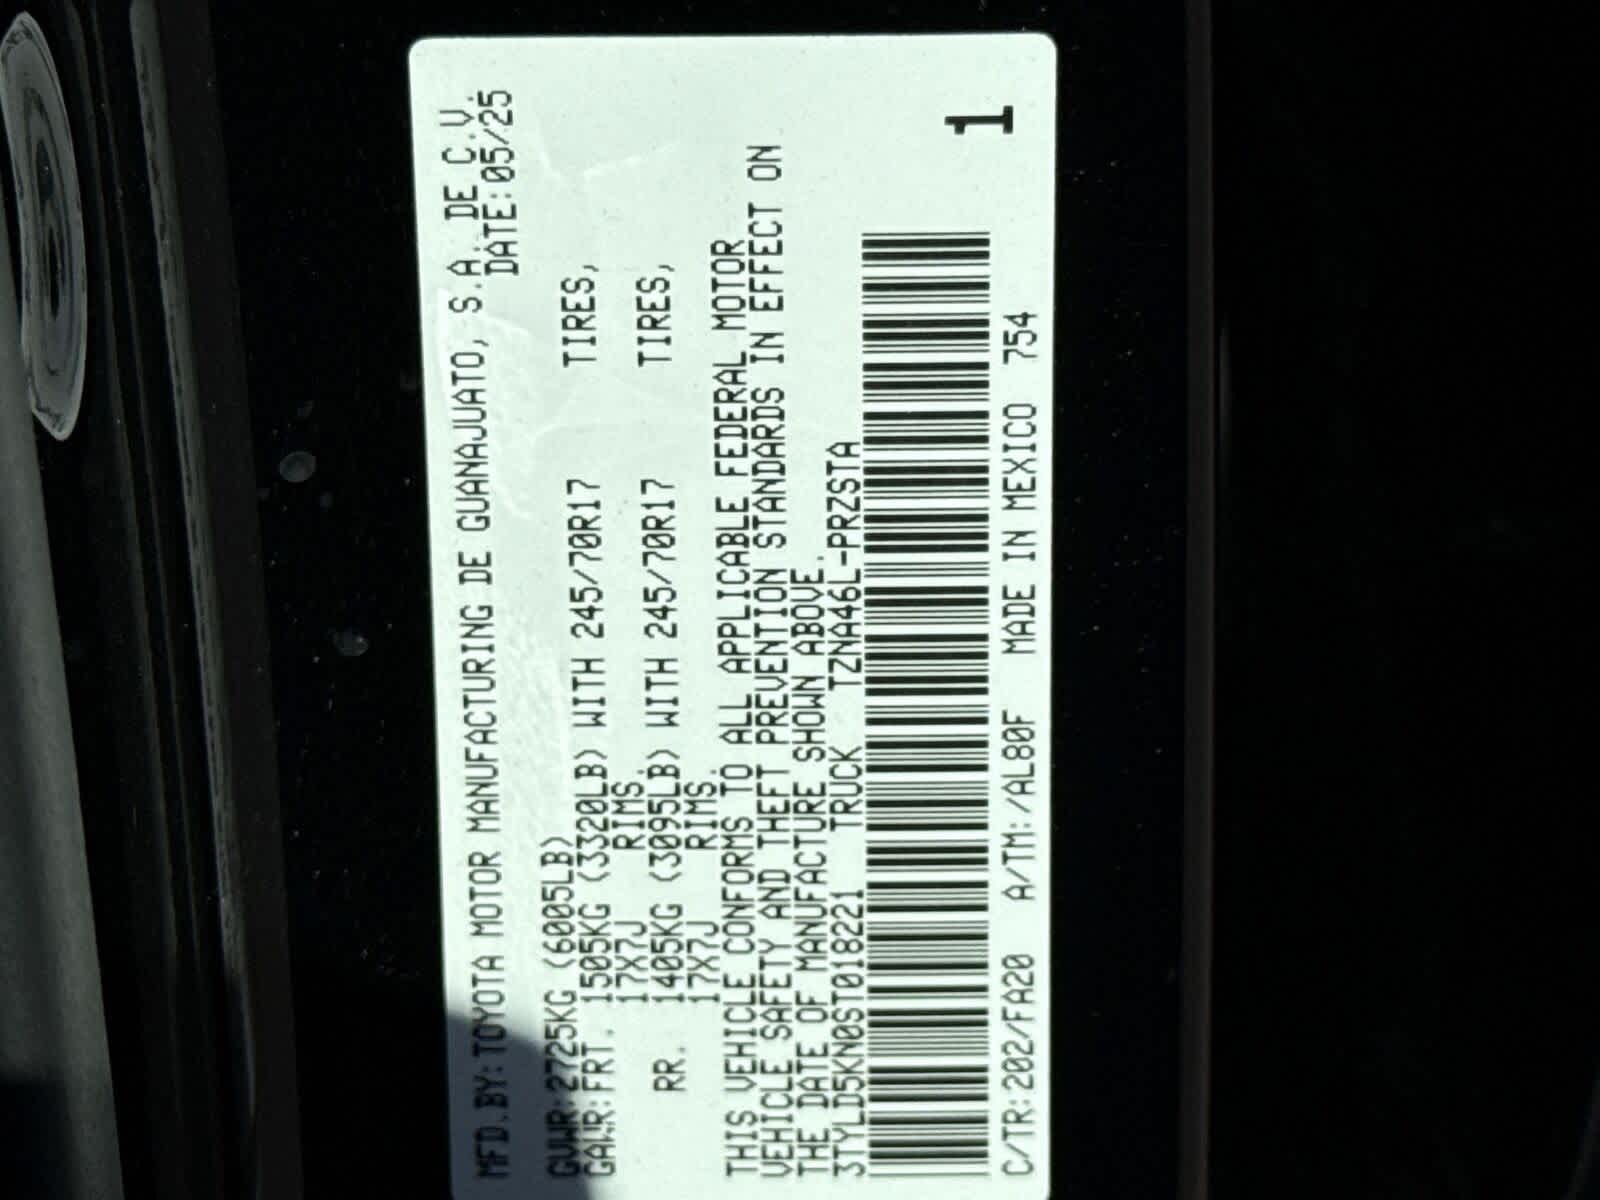 MFD.BY:TOYOTA MOTOR MANUFACTURING DE GUANAJUATO, S.A. DE C.V.
DATE:05/25
GVWR:2725KG (6005LB)
GAWR:FRT. 1505KG (3320LB) WITH 245/70R17 TIRES,
17X7J RIMS.
RR. 1405KG (3095LB) WITH 245/70R17 TIRES,
17X7J RIMS.
THIS VEHICLE CONFORMS TO ALL APPLICABLE FEDERAL MOTOR
VEHICLE SAFETY AND THEFT PREVENTION STANDARDS IN EFFECT ON
THE DATE OF MANUFACTURE SHOWN ABOVE.
3TYLD5KN0ST018221 TRUCK TZNA46L-PRZSTA
C/TR:202/FA20 A/TM:/AL80F MADE IN MEXICO 754
1